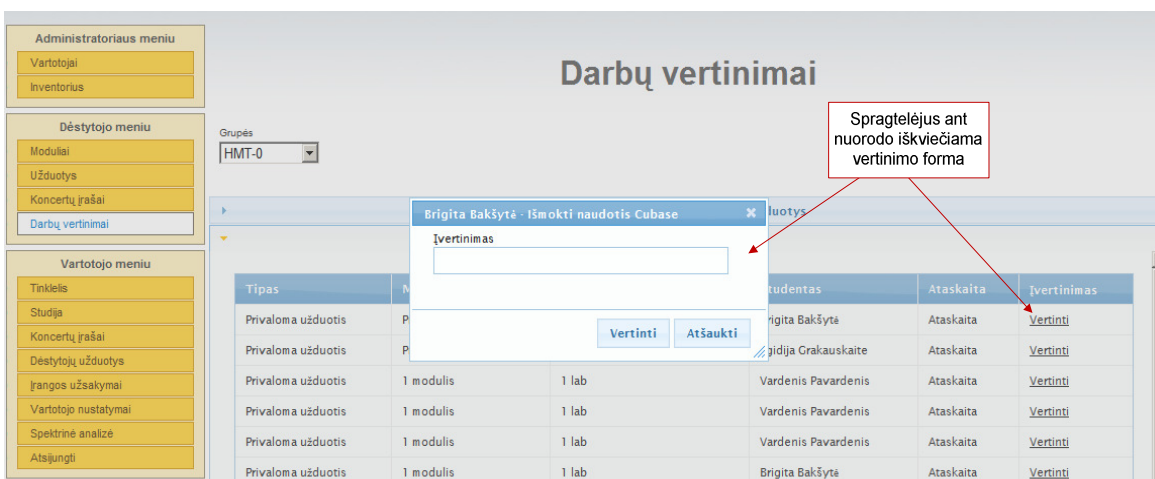 Administratoriaus meniu
Vartotojai
Inventorius
Dėstytojo meniu
Moduliai
Užduotys
Koncertų įrašai
Darbų vertinimai
Vartotojo meniu
Tinklelis
Studija
Koncertų įrašai
Dėstytojų užduotys
Įrangos užsakymai
Vartotojo nustatymai
Spektrinė analizė
Atsijungti
Darbų vertinimai
Grupės
HMT-0
Spragtelėjus ant
nuorodo iškviečiama
vertinimo forma
Brigita Bakšytė - Išmokti naudotis Cubase
Įvertinimas
Vertinti Atšaukti
Tipas Ataskaita Įvertinimas
Privaloma užduotis Ataskaita Vertinti
Privaloma užduotis Grakauskaite Ataskaita Vertinti
Privaloma užduotis 1 modulis 1 lab Vardenis Pavardenis Ataskaita Vertinti
Privaloma užduotis 1 modulis 1 lab Vardenis Pavardenis Ataskaita Vertinti
Privaloma užduotis 1 modulis 1 lab Vardenis Pavardenis Ataskaita Vertinti
Privaloma užduotis 1 modulis 1 lab Brigita Bakšytė Ataskaita Vertinti